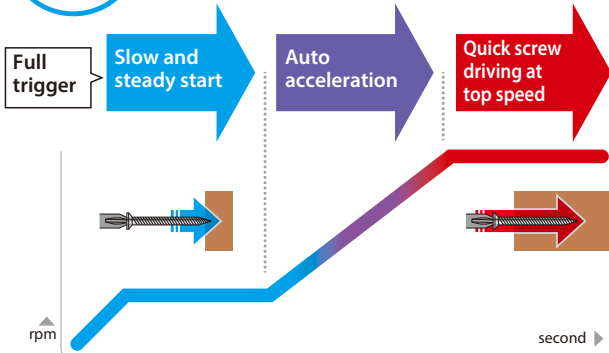 Full
trigger
Slow and
steady start
Auto
acceleration
Quick screw
driving at
top speed
rpm
second